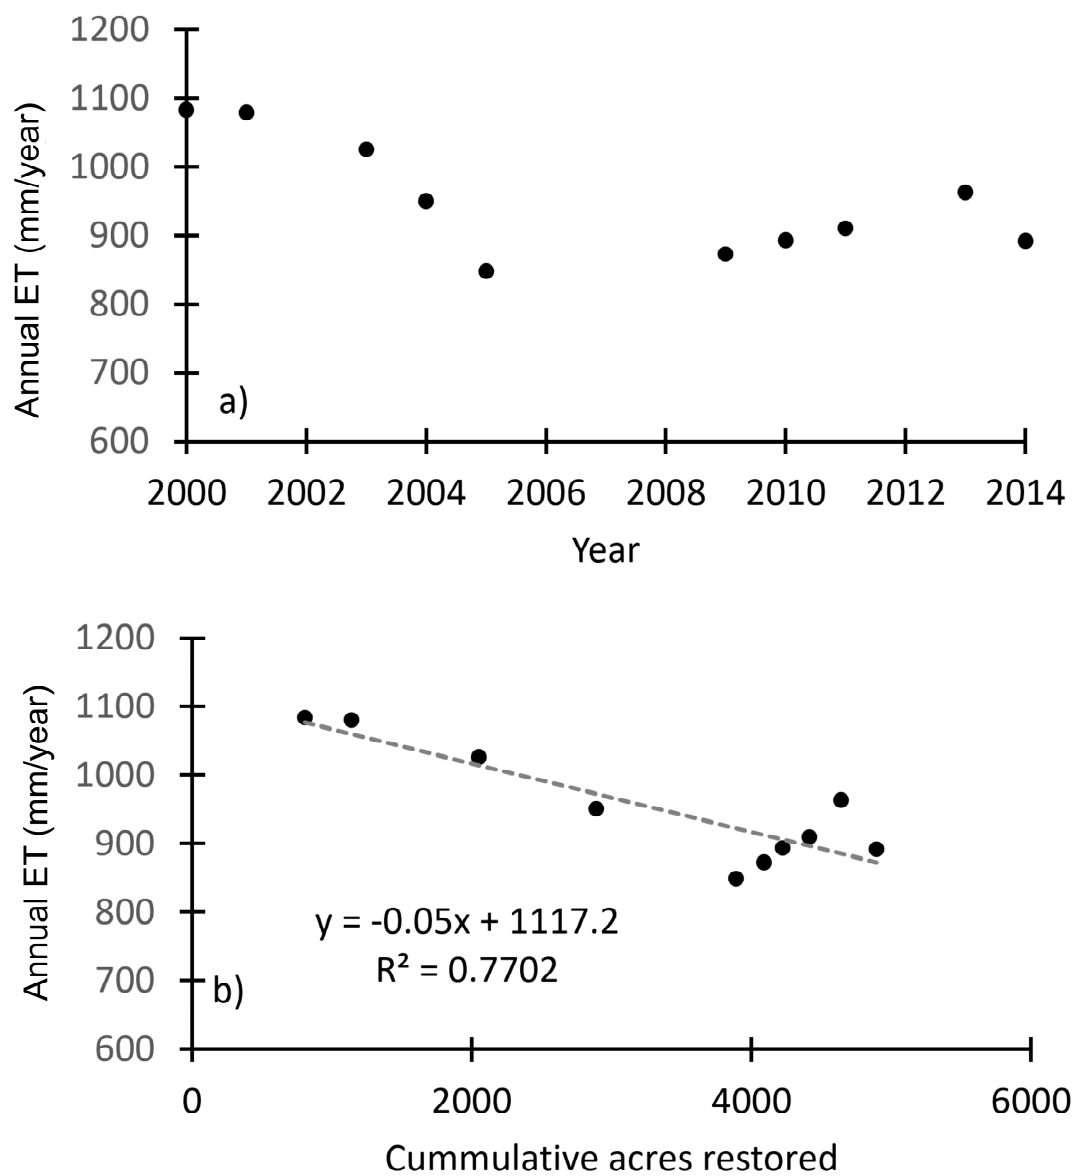 1200
1100
1000
900
800
700
600
Annual ET (mm/year)
a)
2000 2002 2004 2006 2008 2010 2012 2014
Year
1200
1100
1000
900
800
700
600
Annual ET (mm/year)
y = -0.05x + 1117.2
R² = 0.7702
b)
0 2000 4000 6000
Cummulative acres restored